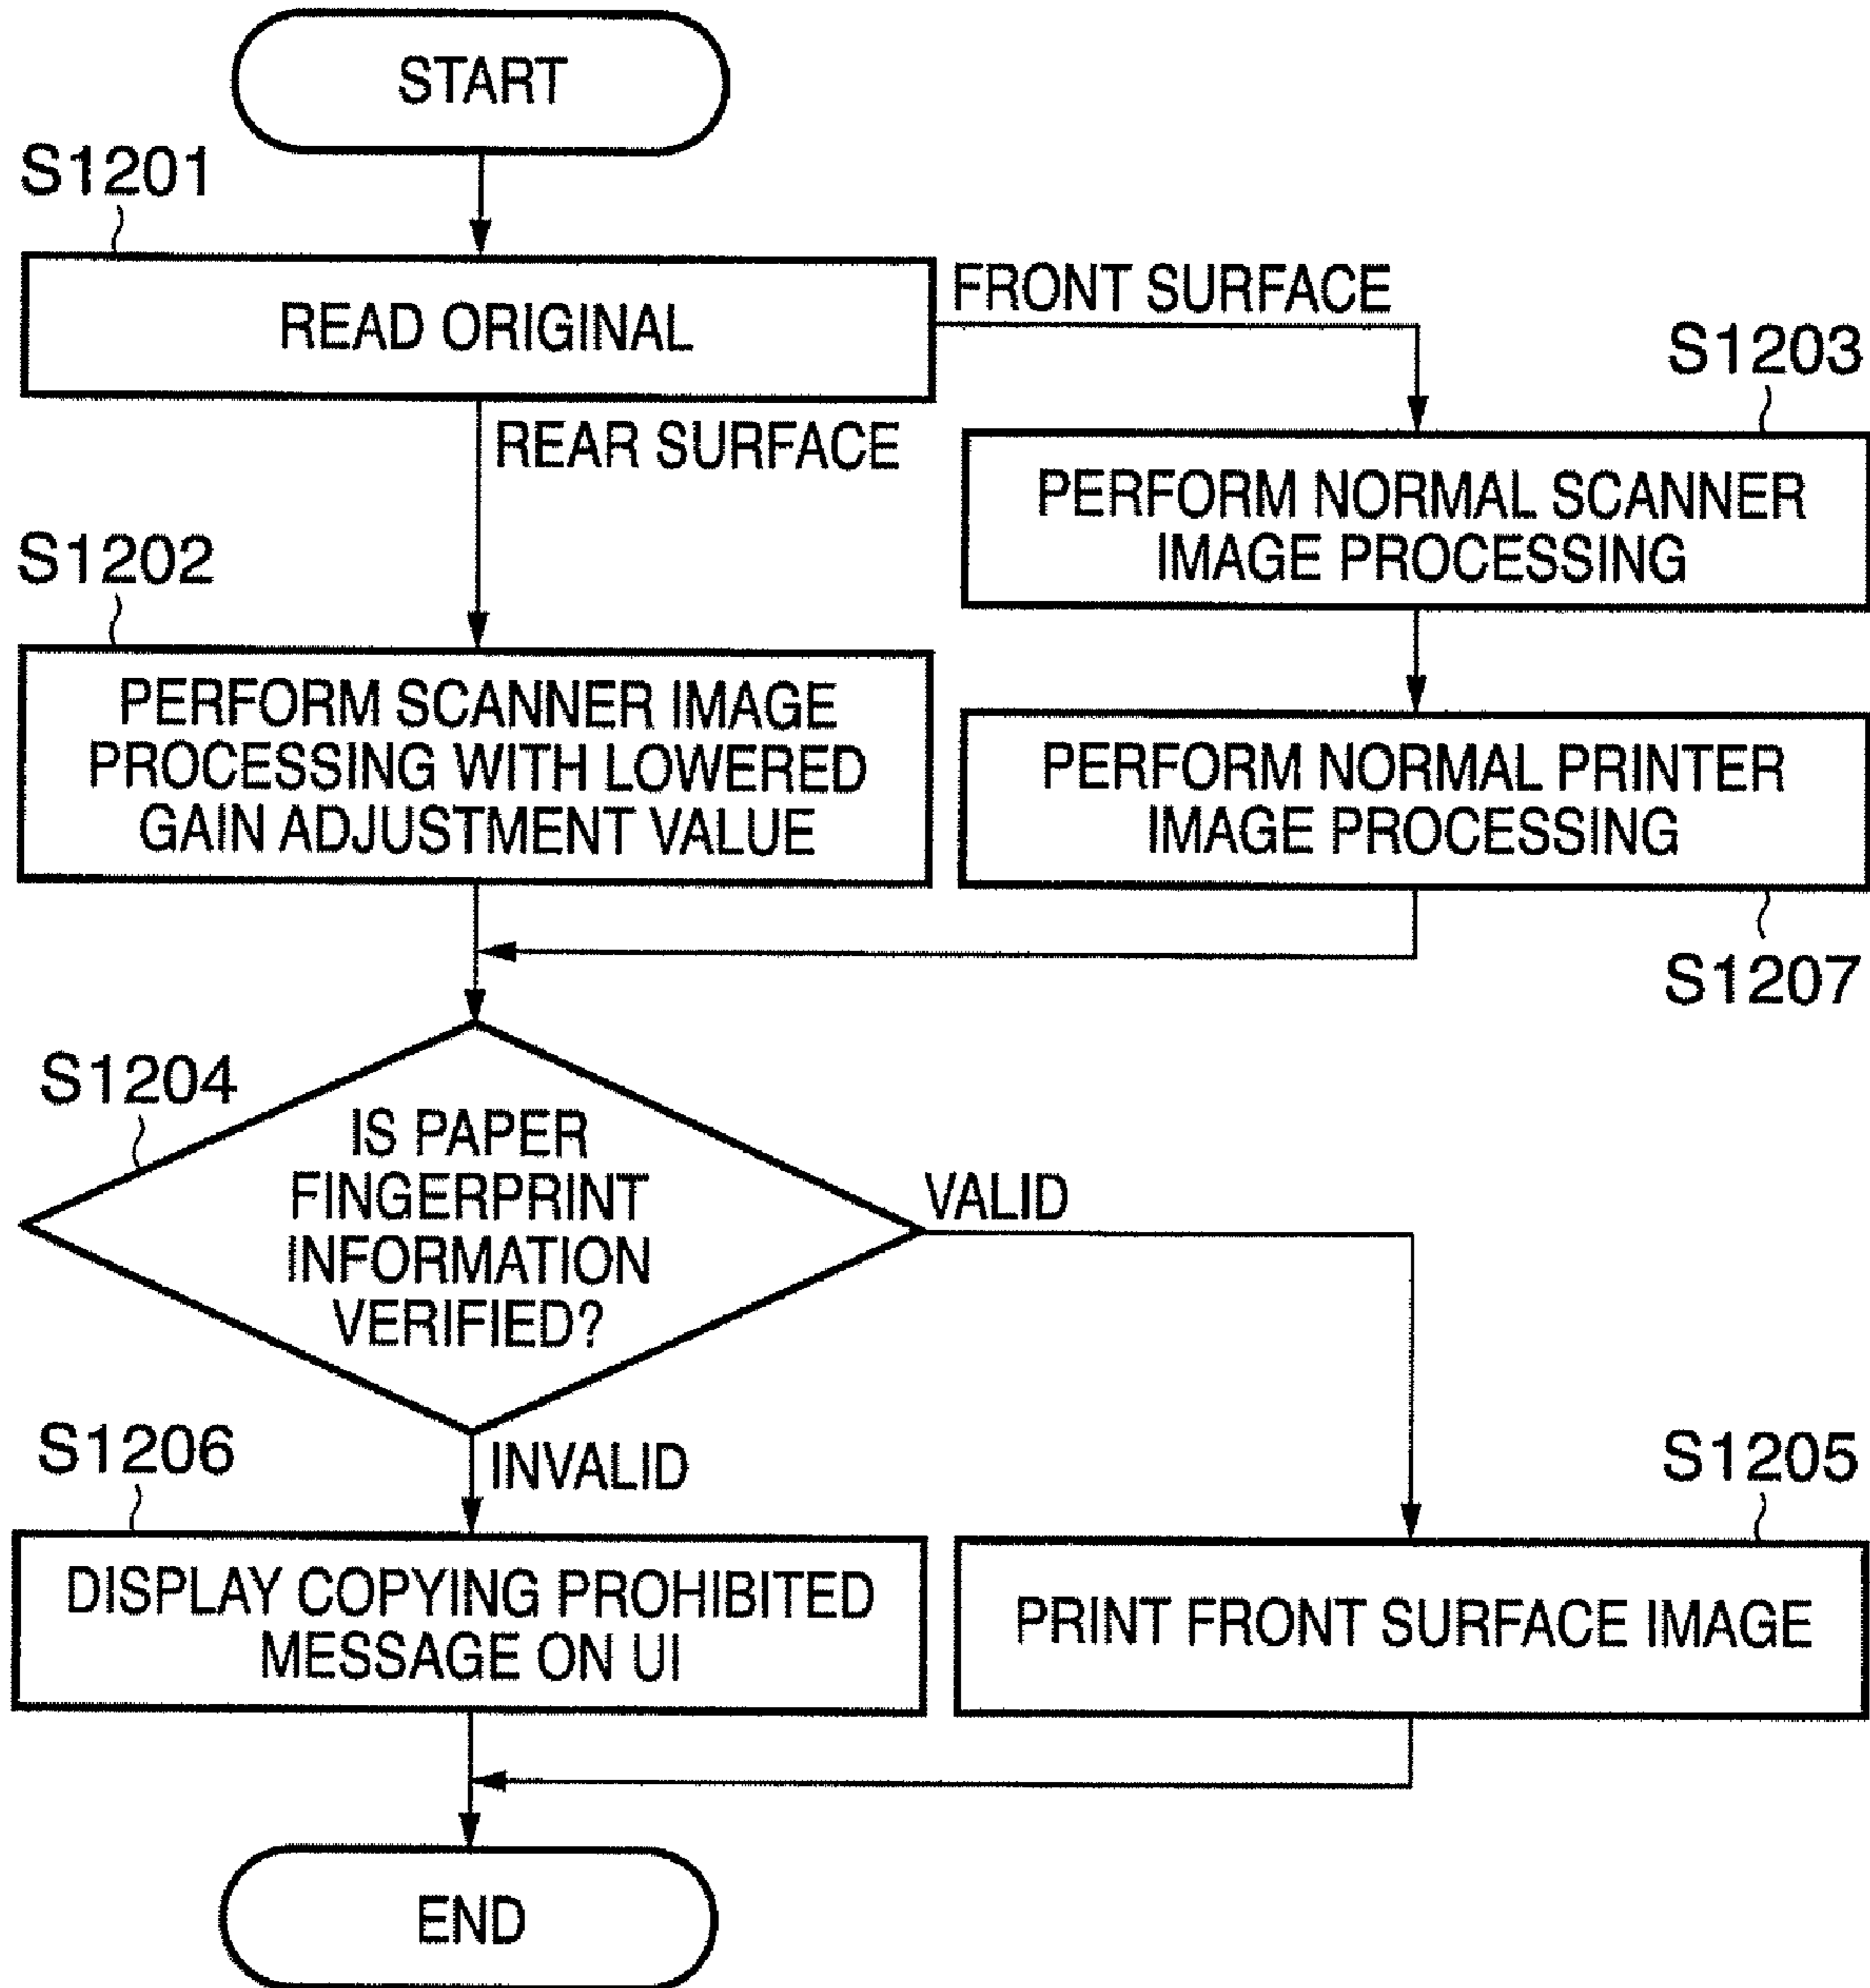 START
S1201
READ ORIGINAL
FRONT SURFACE
REAR SURFACE
S1203
PERFORM NORMAL SCANNER
IMAGE PROCESSING
S1202
PERFORM SCANNER IMAGE
PROCESSING WITH LOWERED
GAIN ADJUSTMENT VALUE
PERFORM NORMAL PRINTER
IMAGE PROCESSING
S1207
S1204
IS PAPER
FINGERPRINT
INFORMATION
VERIFIED?
VALID
INVALID
S1206
DISPLAY COPYING PROHIBITED
MESSAGE ON UI
S1205
PRINT FRONT SURFACE IMAGE
END